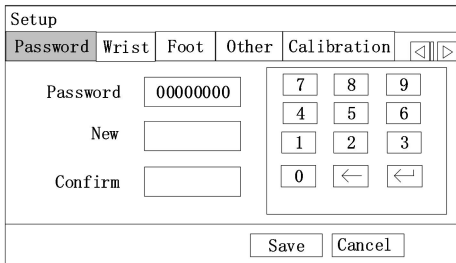 Setup
Password Wrist Foot Other Calibration
Password 00000000
New
Confirm
7 8 9
4 5 6
1 2 3
0 ← ↵
Save Cancel